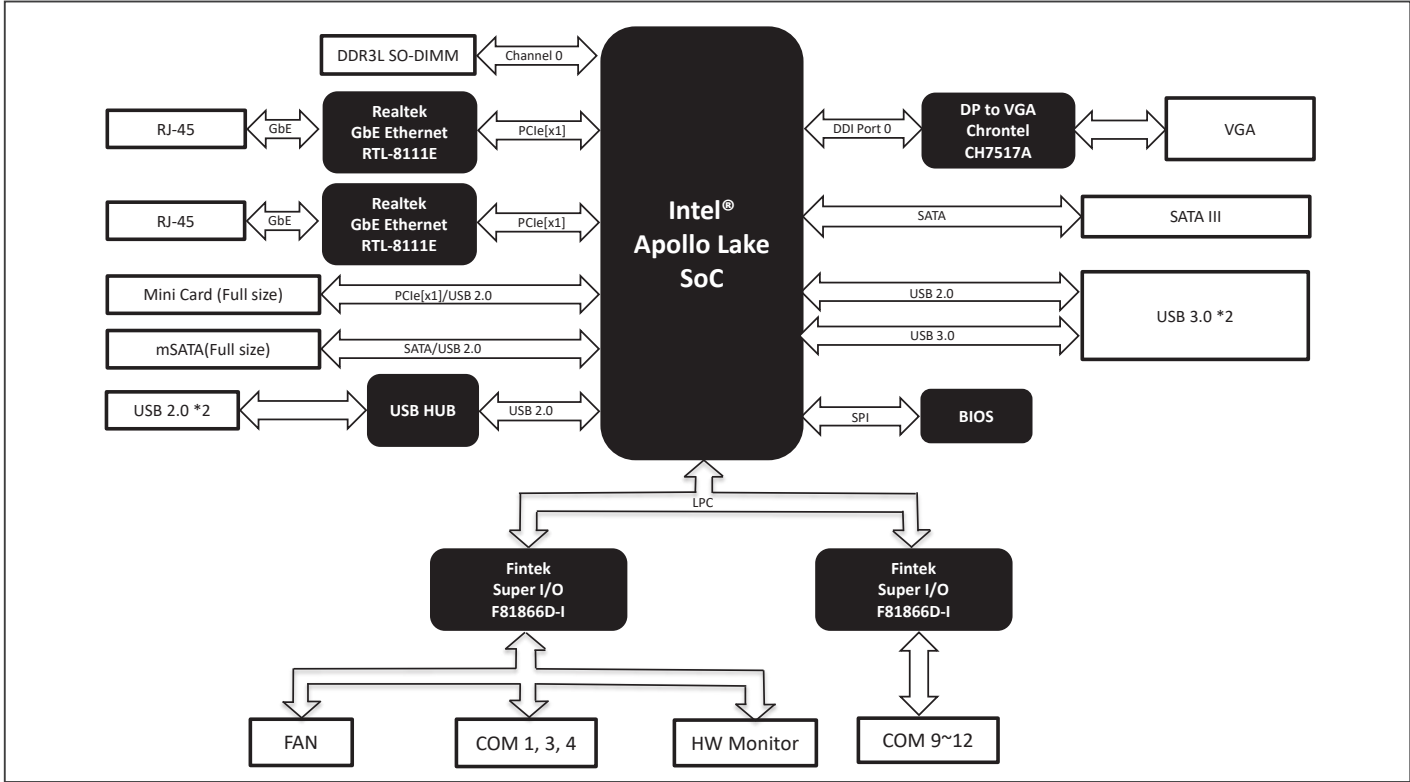 DDR3L SO-DIMM
Channel 0
RJ-45
GbE
Realtek
GbE Ethernet
RTL-8111E
PCIe[x1]
RJ-45
GbE
Realtek
GbE Ethernet
RTL-8111E
PCIe[x1]
Mini Card (Full size)
PCIe[x1]/USB 2.0
mSATA(Full size)
SATA/USB 2.0
USB 2.0 *2
USB HUB
USB 2.0
Intel®
Apollo Lake
SoC
DDI Port 0
DP to VGA
Chrontel
CH7517A
VGA
SATA
SATA III
USB 2.0
USB 3.0
USB 3.0 *2
SPI
BIOS
LPC
Fintek
Super I/O
F81866D-I
Fintek
Super I/O
F81866D-I
FAN
COM 1, 3, 4
HW Monitor
COM 9~12